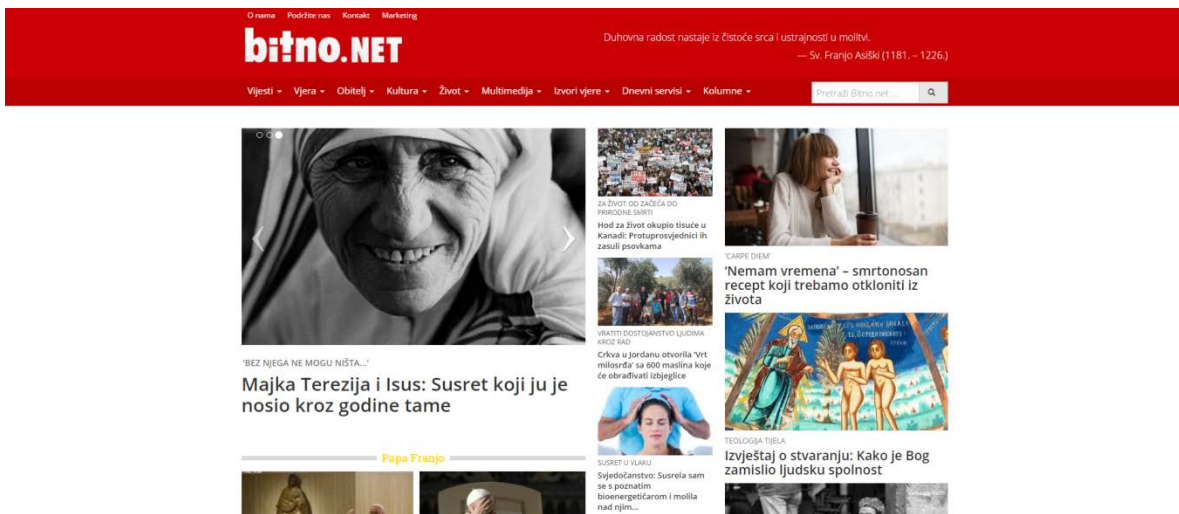 O nama Podržite nas Kontakt Marketing
bitno.NET
Duhovna radost nastaje iz čistoće srca i ustrajnosti u molitvi.
— Sv. Franjo Asiški (1181. – 1226.)
Vijesti Vjera Obitelj Kultura Život Multimedija Izvori vjere Dnevni servisi Kolumne
Pretraži Bitno.net ...
'BEZ NJEGA NE MOGU NIŠTA...'
Majka Terezija i Isus: Susret koji ju je
nosio kroz godine tame
Papa Franjo
ZA ŽIVOT OD ZAČEĆA DO
PRIRODNE SMRTI
Hod za život okupio tisuće u
Kanadi: Protuprosvjednici ih
zasuli psovkama
VRATITI DOSTOJANSTVO LJUDIMA
KROZ RAD
Crkva u Jordanu otvorila 'Vrt
milosrđa' sa 600 maslina koje
će obrađivati izbjeglice
SUSRET U VLAKU
Svjedočanstvo: Susrela sam
se s poznatim
bioenergetičarom i molila
nad njim...
'CARPE DIEM'
'Nemam vremena' – smrtonosan
recept koji trebamo otkloniti iz
života
TEOLOGIJA TIJELA
Izvještaj o stvaranju: Kako je Bog
zamislio ljudsku spolnost